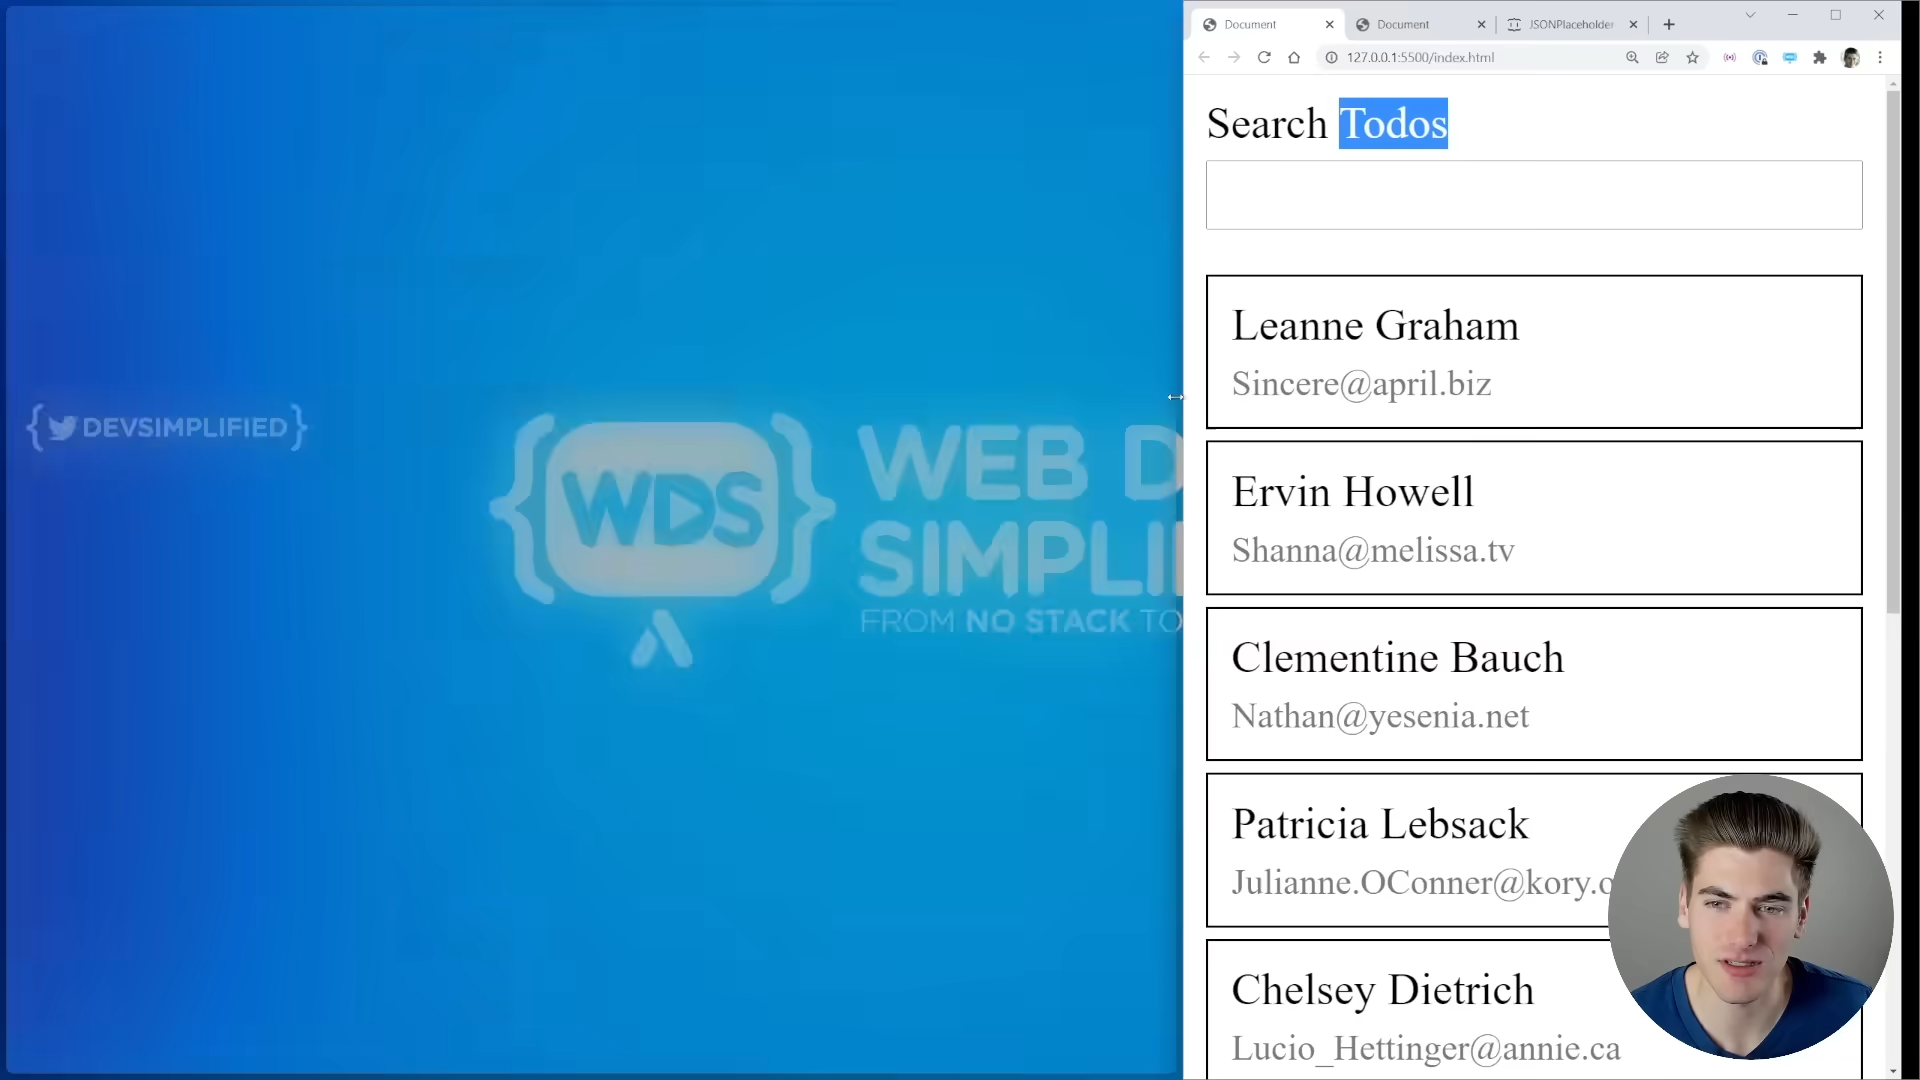 Document
Document
JSONPlaceholder
127.0.0.1:5500/index.html
Search Todos
Leanne Graham
Sincere@april.biz
Ervin Howell
Shanna@melissa.tv
Clementine Bauch
Nathan@yesenia.net
Patricia Lebsack
Julianne.OConner@kory.o
Chelsey Dietrich
Lucio_Hettinger@annie.ca
{DEVSIMPLIFIED}
{WDS}
WEB D
SIMPLI
FROM NO STACK TO